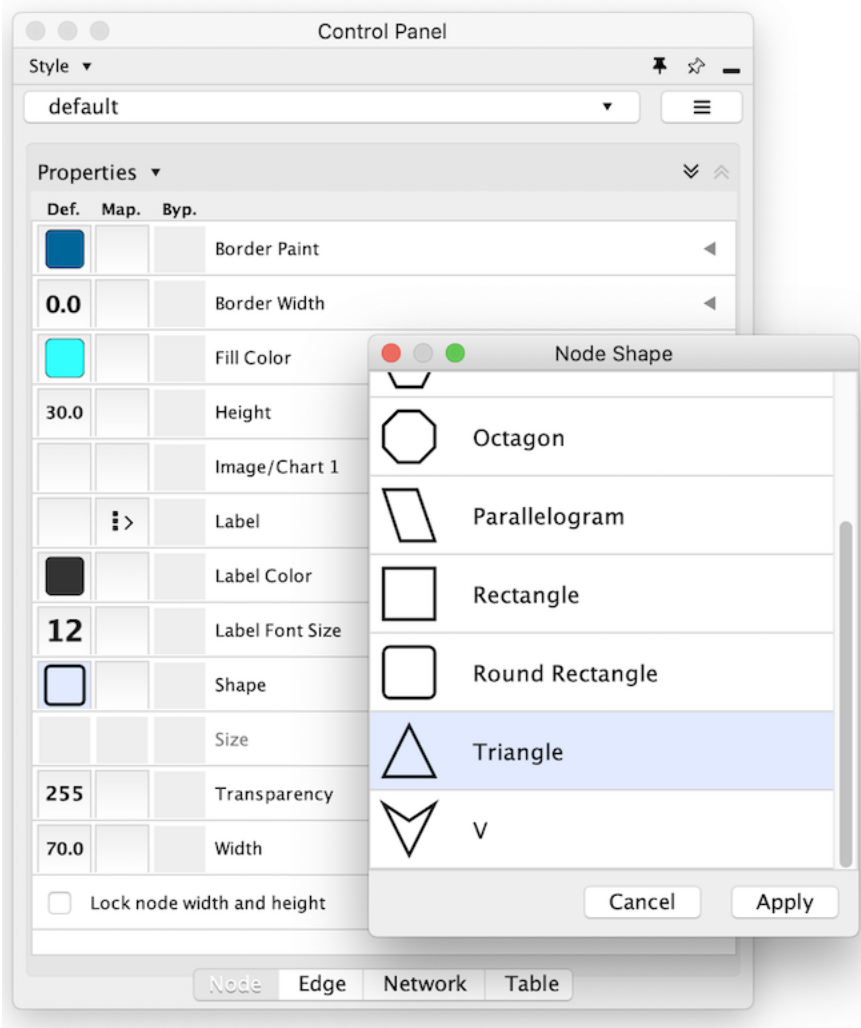 Control Panel
Style
default
Properties
Def. Map. Byp.
Border Paint
0.0 Border Width
Fill Color
30.0 Height
Image/Chart 1
Label
Label Color
12 Label Font Size
Shape
Size
255 Transparency
70.0 Width
Lock node width and height
Node Edge Network Table
Node Shape
Octagon
Parallelogram
Rectangle
Round Rectangle
Triangle
V
Cancel Apply